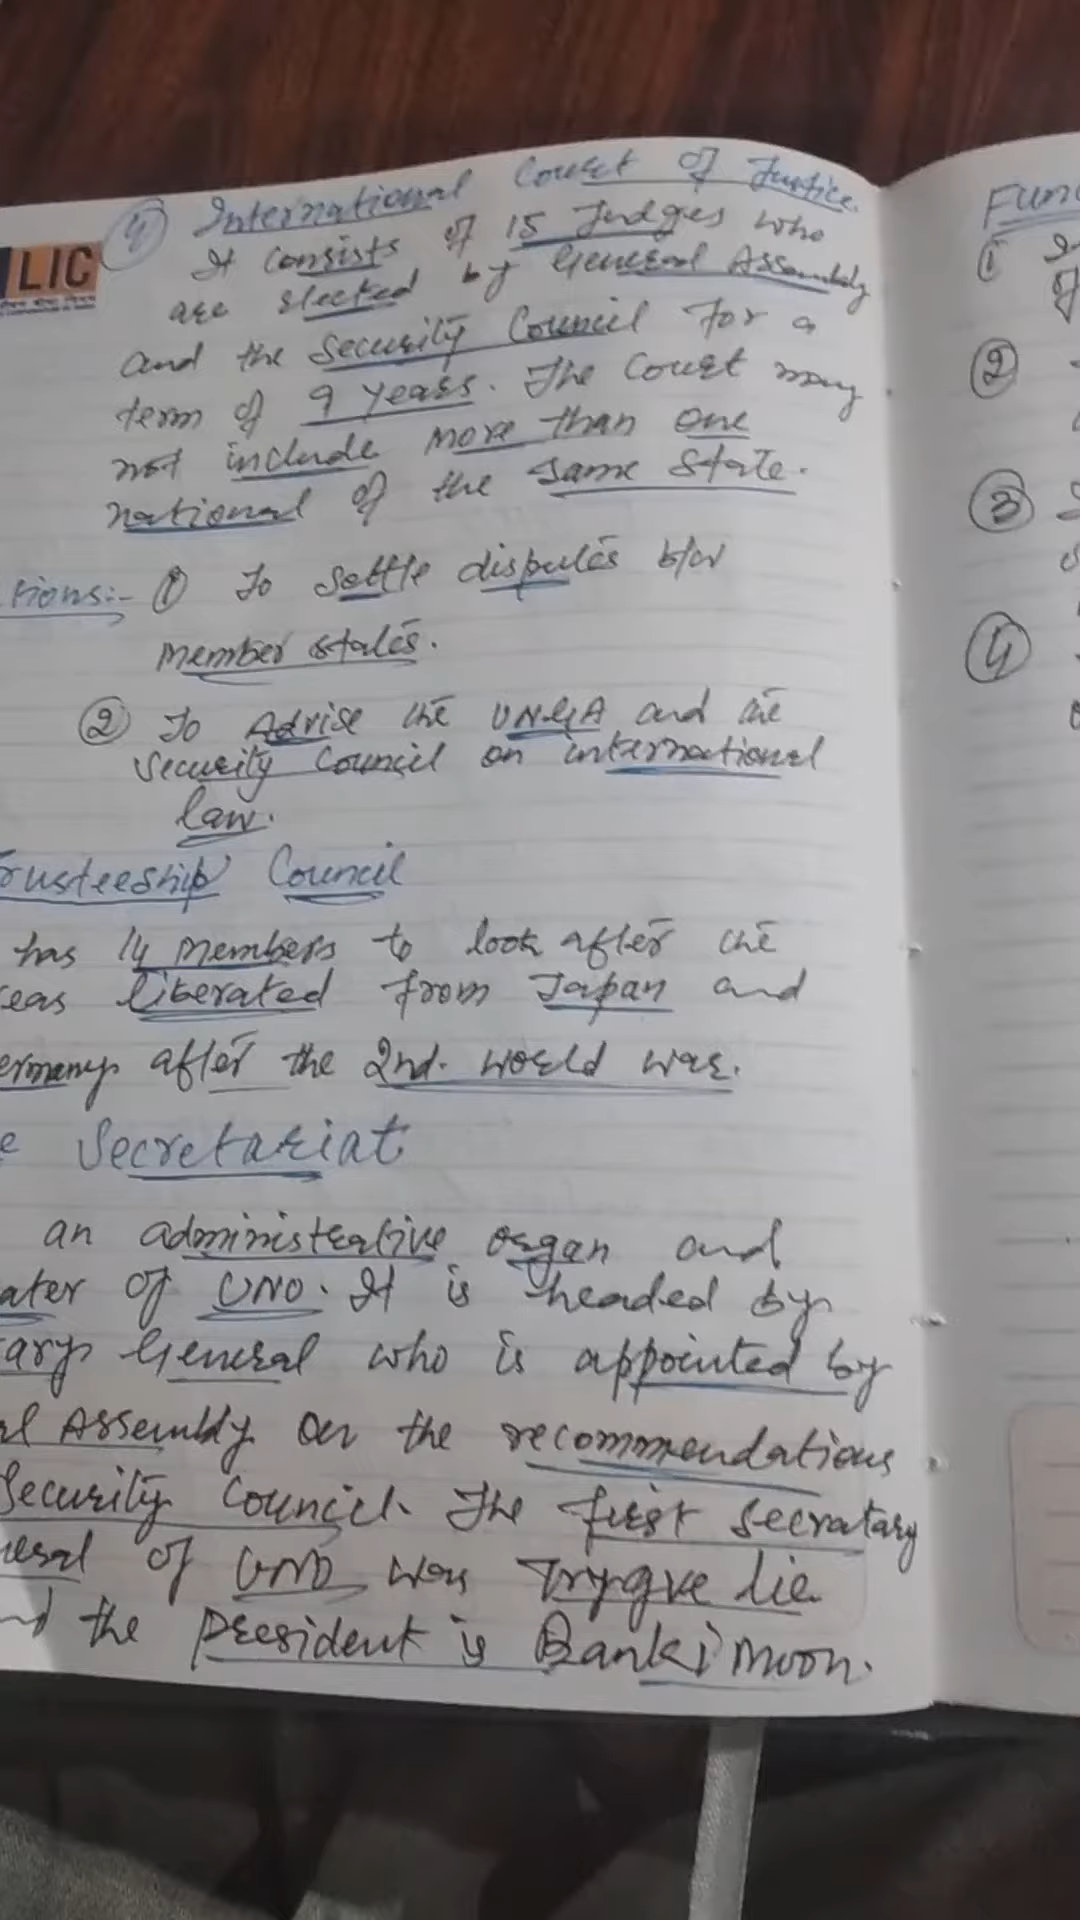 LIC
4) International Court of Justice.
It consists of 15 Judges who
are elected by General Assembly
and the Security Council for a
term of 9 years. The Court may
not include more than one
national of the same state.
tions:- ① To settle disputes b/w
member states.
② To Advise the UNGA and the
Security Council on international
law.
rusteeship Council
has 14 members to look after the
eas liberated from Japan and
ermany after the 2nd. world war.
e Secretariat
an administrative organ and
ater of UNO. It is headed by
ary General who is appointed by
al Assembly on the recommendations
Security Council. The first secratary
neral of UNO was Trygve lie
nd the president is Banki moon.
Fun
①
②
③
④